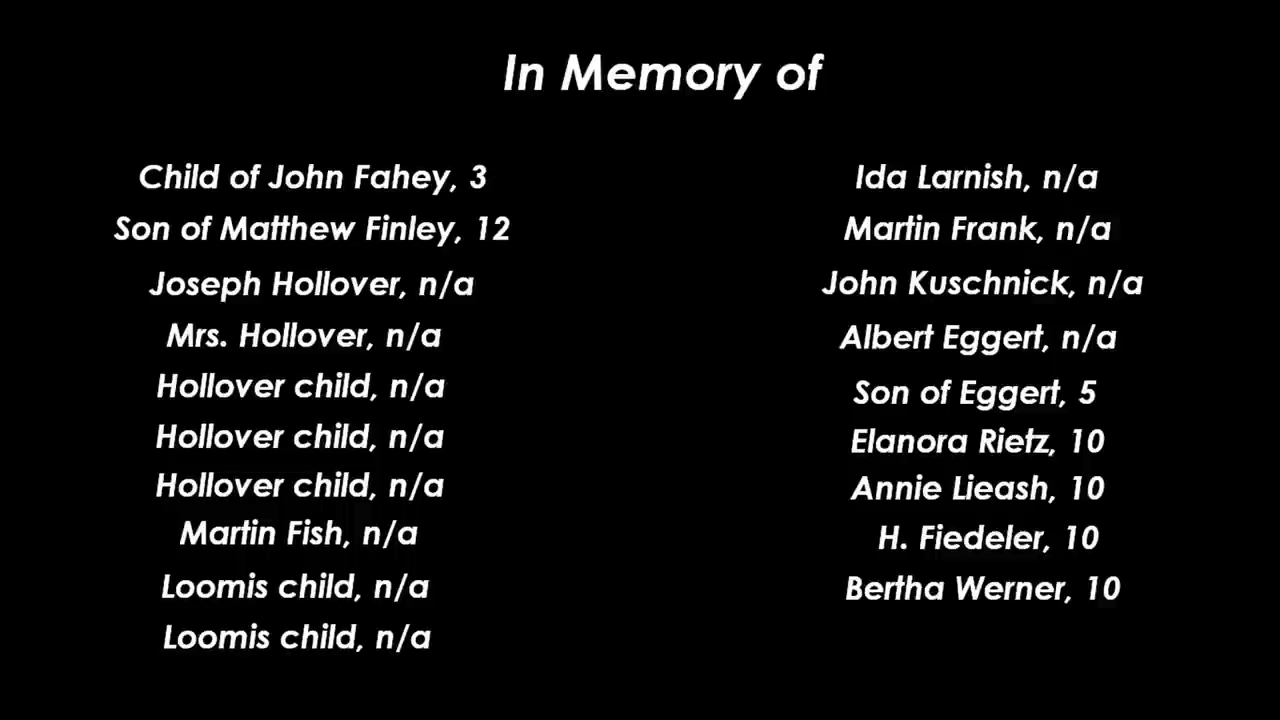 In Memory of
Child of John Fahey, 3
Son of Matthew Finley, 12
Joseph Hollover, n/a
Mrs. Hollover, n/a
Hollover child, n/a
Hollover child, n/a
Hollover child, n/a
Martin Fish, n/a
Loomis child, n/a
Loomis child, n/a
Ida Larnish, n/a
Martin Frank, n/a
John Kuschnick, n/a
Albert Eggert, n/a
Son of Eggert, 5
Elanora Rietz, 10
Annie Lieash, 10
H. Fiedeler, 10
Bertha Werner, 10